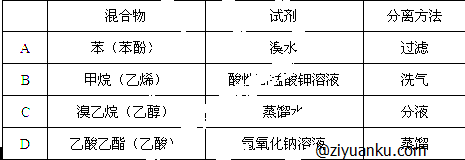 混合物 试剂 分离方法
A 苯（苯酚） 溴水 过滤
B 甲烷（乙烯） 酸性 锰酸钾溶液 洗气
C 溴乙烷（乙醇） 蒸馏水 分液
D 乙酸乙酯（乙酸） 氢氧化钠溶液 蒸馏
@ziyuanku.com